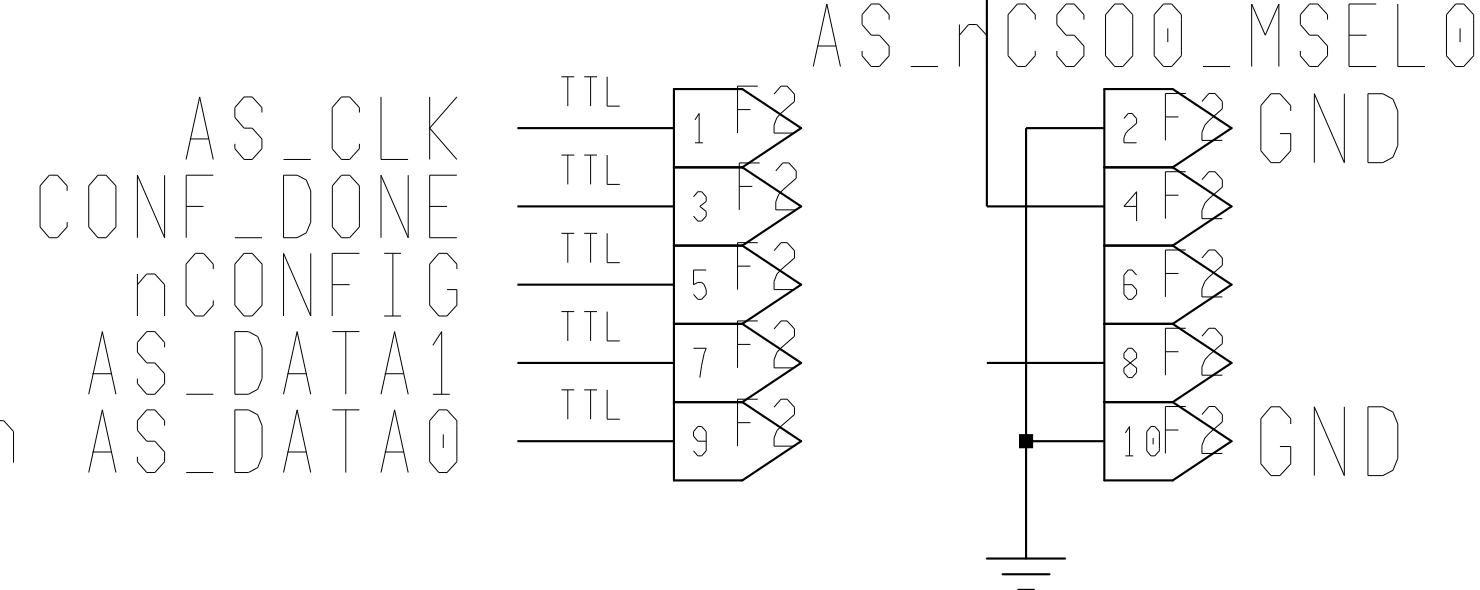 AS_nCSO0_MSEL0
TTL F2 F2
AS_CLK 1 2 GND
TTL F2 F2
CONF_DONE 3 4
TTL F2 F2
nCONFIG 5 6
TTL F2 F2
AS_DATA1 7 8
TTL F2 F2
n AS_DATA0 9 10 GND